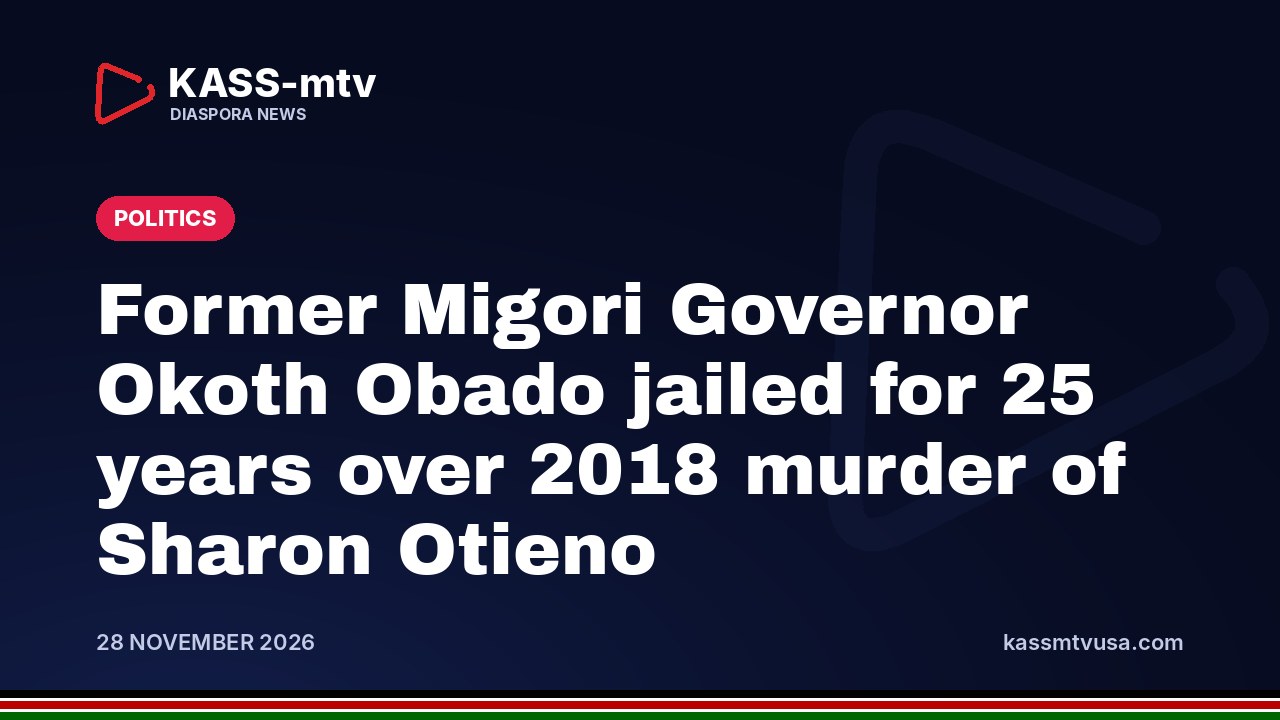 KASS-mtv
DIASPORA NEWS
POLITICS
Former Migori Governor
Okoth Obado jailed for 25
years over 2018 murder of
Sharon Otieno
28 NOVEMBER 2026
kassmtvusa.com